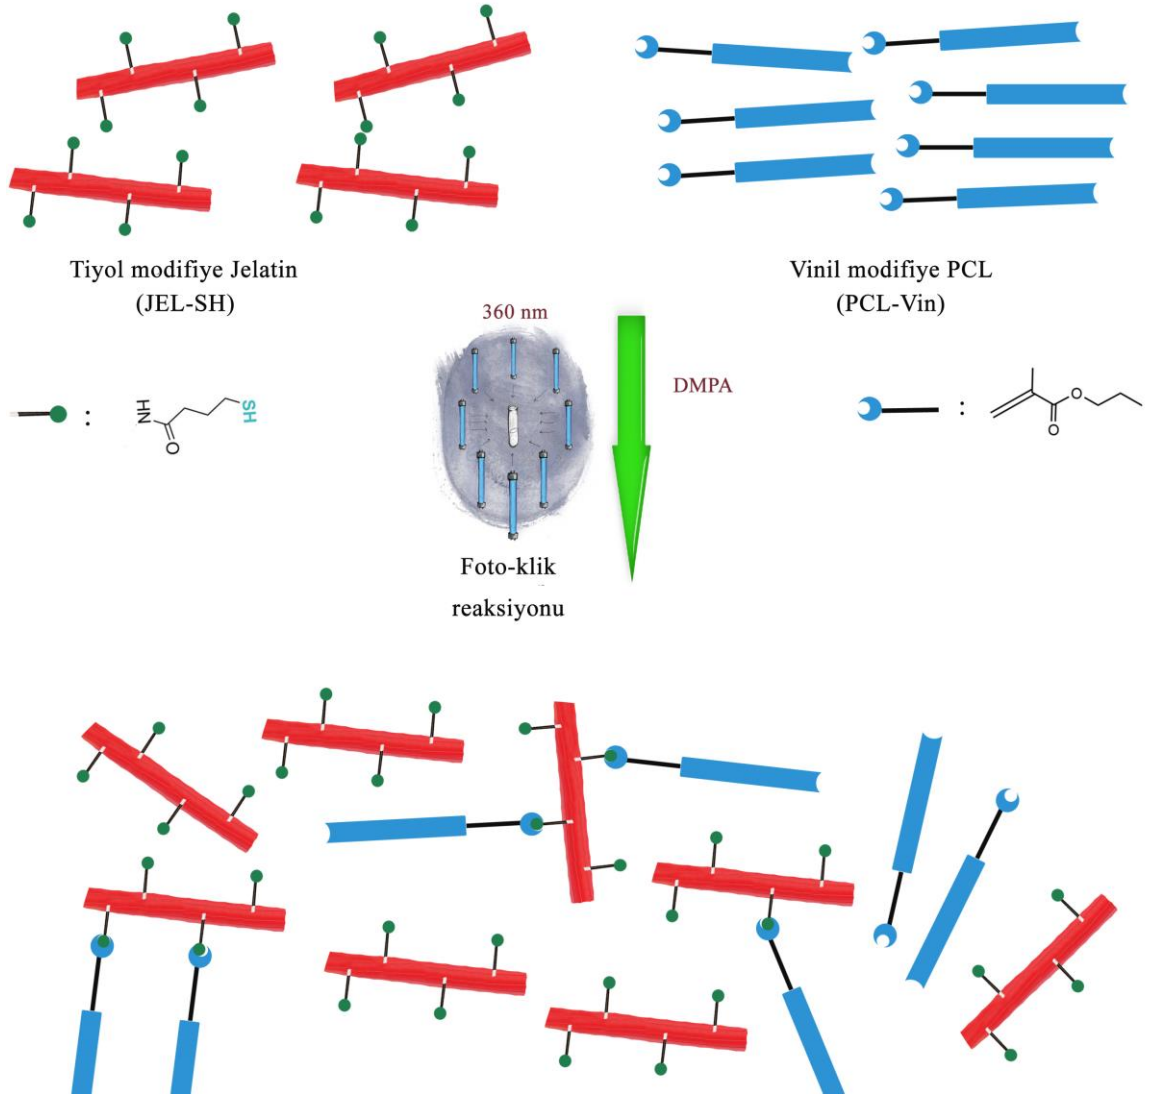 Tiyol modifiye Jelatin
(JEL-SH)
Vinil modifiye PCL
(PCL-Vin)
360 nm
DMPA
:
HN
O
SH
:
O
O
Foto-klik
reaksiyonu